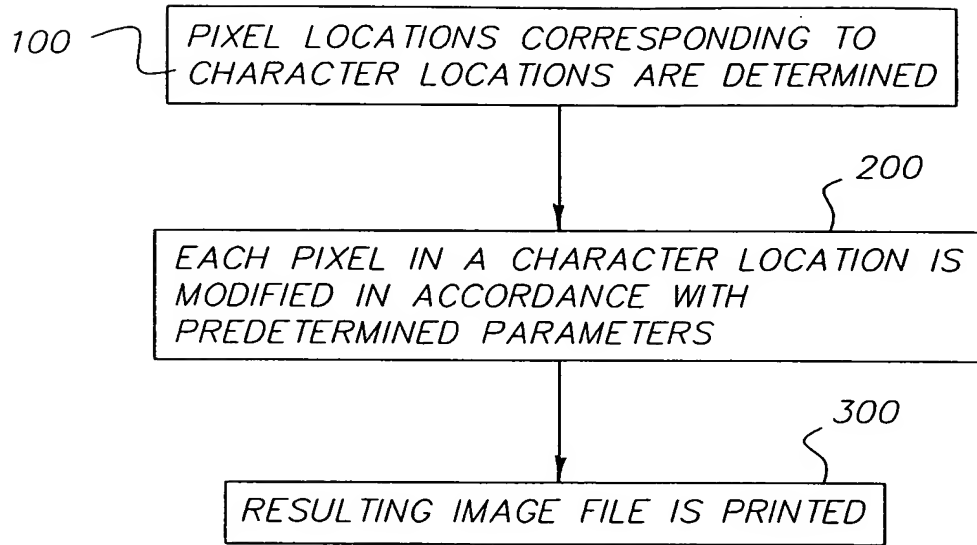 100
PIXEL LOCATIONS CORRESPONDING TO
CHARACTER LOCATIONS ARE DETERMINED
200
EACH PIXEL IN A CHARACTER LOCATION IS
MODIFIED IN ACCORDANCE WITH
PREDETERMINED PARAMETERS
300
RESULTING IMAGE FILE IS PRINTED